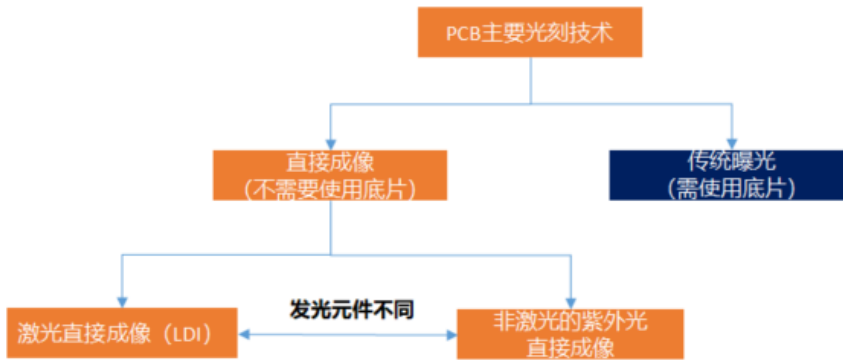 PCB主要光刻技术
直接成像
（不需要使用底片）
传统曝光
（需使用底片）
发光元件不同
激光直接成像（LDI）
非激光的紫外光
直接成像